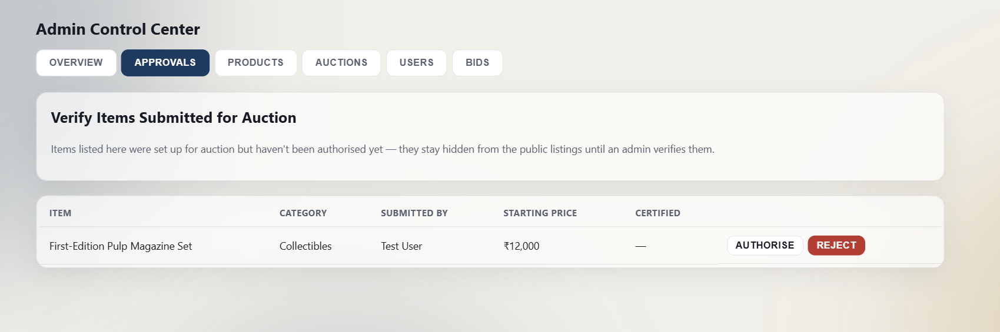 Admin Control Center
OVERVIEW APPROVALS PRODUCTS AUCTIONS USERS BIDS
Verify Items Submitted for Auction
Items listed here were set up for auction but haven't been authorised yet — they stay hidden from the public listings until an admin verifies them.
ITEM CATEGORY SUBMITTED BY STARTING PRICE CERTIFIED
First-Edition Pulp Magazine Set Collectibles Test User ₹12,000 — AUTHORISE REJECT